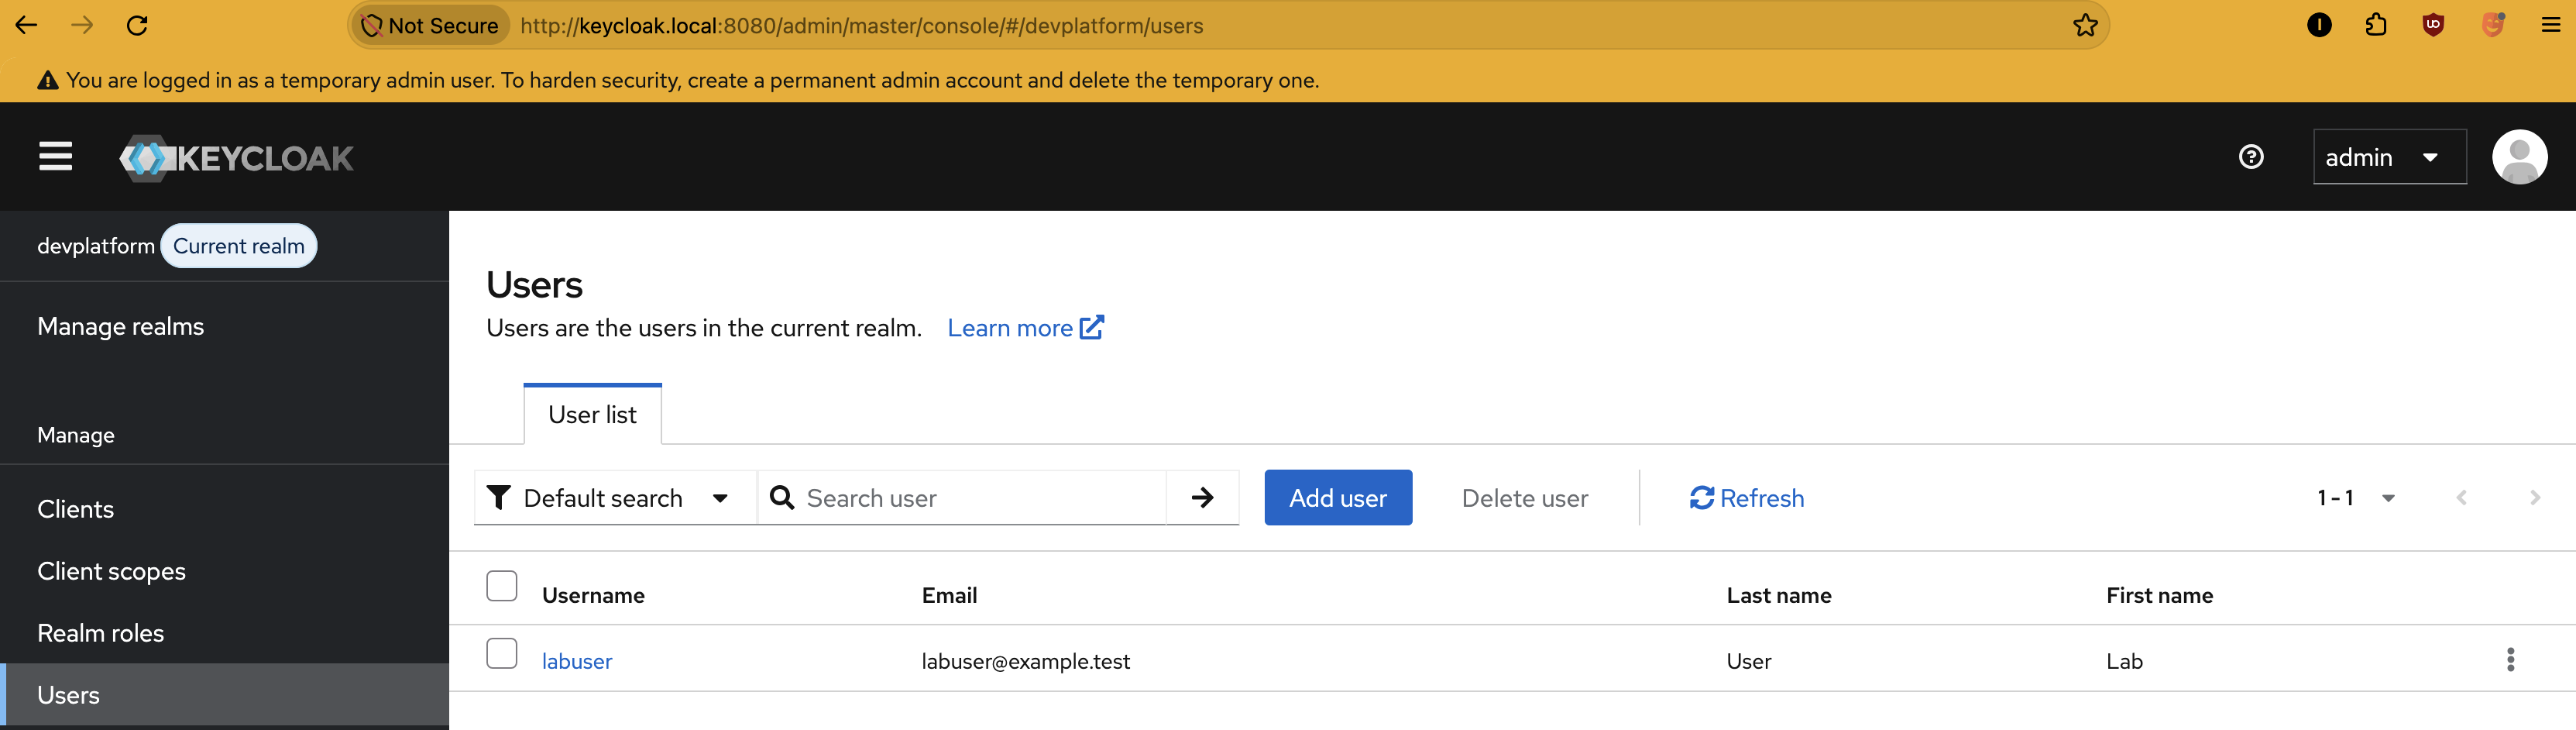 Not Secure http://keycloak.local:8080/admin/master/console/#/devplatform/users
You are logged in as a temporary admin user. To harden security, create a permanent admin account and delete the temporary one.
KEYCLOAK
admin
devplatform Current realm
Manage realms
Manage
Clients
Client scopes
Realm roles
Users
Users
Users are the users in the current realm. Learn more
User list
Default search Search user Add user Delete user Refresh 1 - 1
Username Email Last name First name
labuser labuser@example.test User Lab